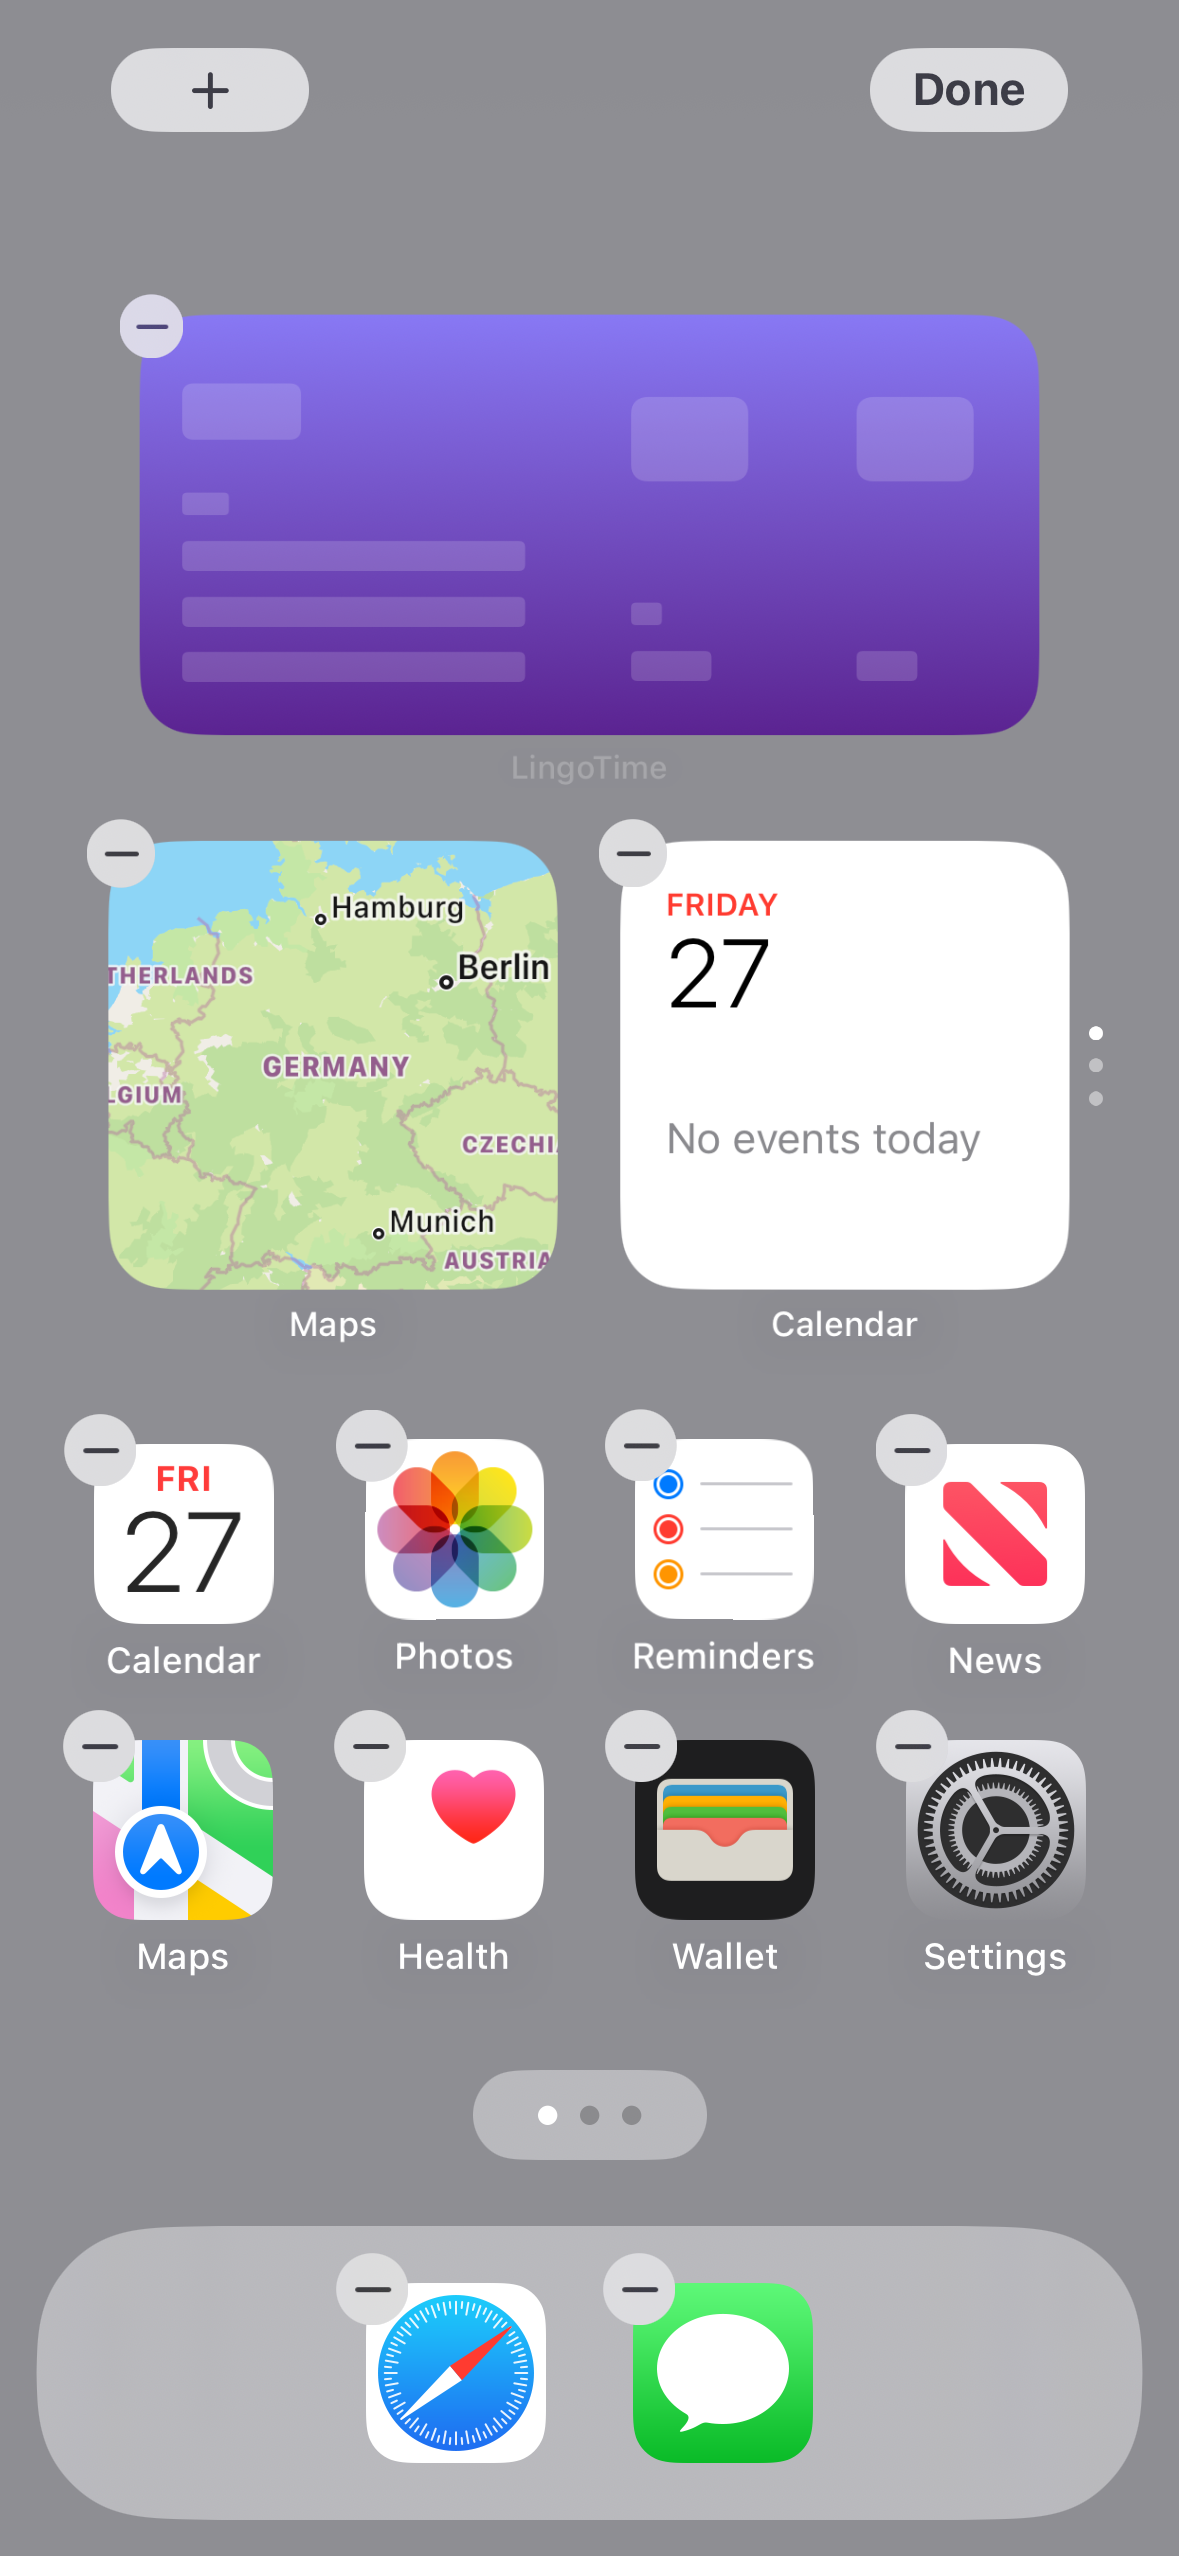 Done
LingoTime
Hamburg
Berlin
THERLANDS
GERMANY
LGIUM
CZECHI
Munich
AUSTRIA
FRIDAY
27
No events today
Maps
Calendar
FRI
27
Calendar
Photos
Reminders
News
Maps
Health
Wallet
Settings